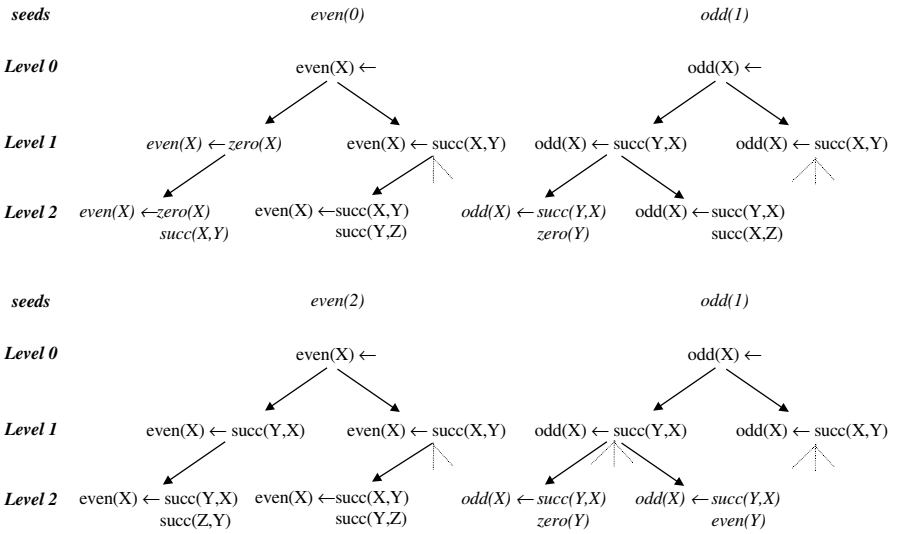 seeds even(0) odd(1)
Level 0 even(X) ← odd(X) ←
Level 1 even(X) ← zero(X) even(X) ← succ(X,Y) odd(X) ← succ(Y,X) odd(X) ← succ(X,Y)
Level 2 even(X) ←zero(X) even(X) ←succ(X,Y) odd(X) ← succ(Y,X) odd(X) ←succ(Y,X)
succ(X,Y) succ(Y,Z) zero(Y) succ(X,Z)
seeds even(2) odd(1)
Level 0 even(X) ← odd(X) ←
Level 1 even(X) ← succ(Y,X) even(X) ← succ(X,Y) odd(X) ← succ(Y,X) odd(X) ← succ(X,Y)
Level 2 even(X) ← succ(Y,X) even(X) ←succ(X,Y) odd(X) ← succ(Y,X) odd(X) ← succ(Y,X)
succ(Z,Y) succ(Y,Z) zero(Y) even(Y)